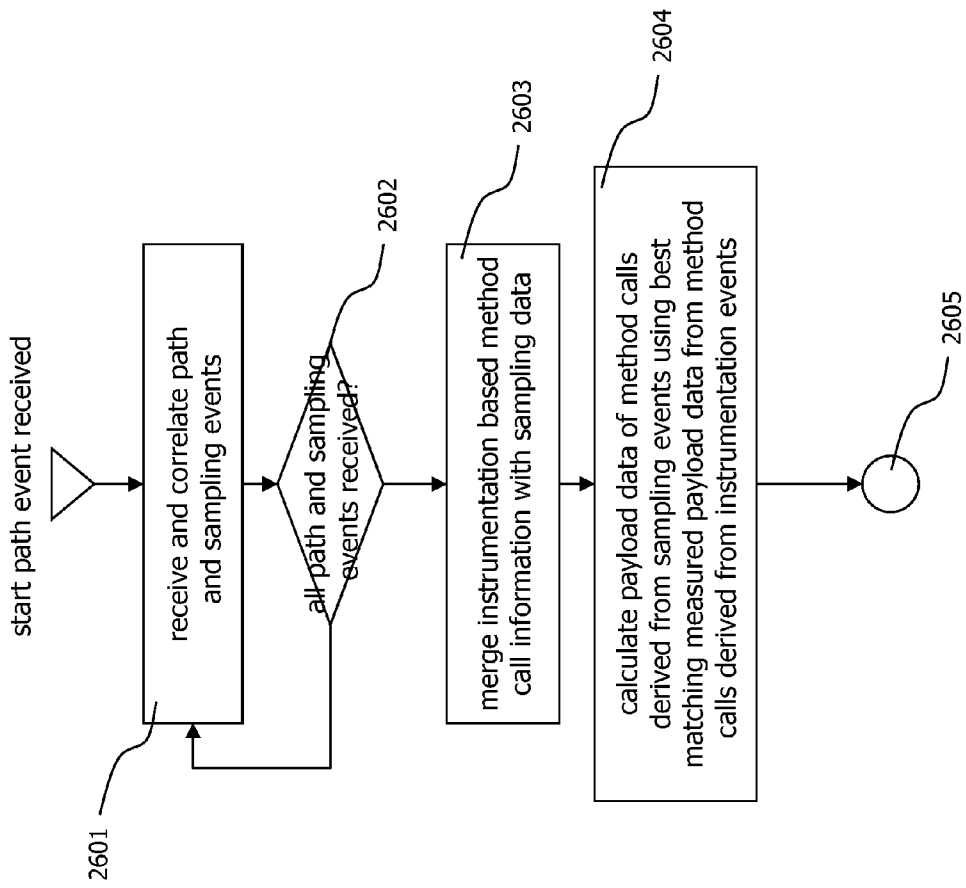 start path event received
receive and correlate path
and sampling events
2601
all path and sampling
events received?
2602
merge instrumentation based method
call information with sampling data
2603
calculate payload data of method calls
derived from sampling events using best
matching measured payload data from method
calls derived from instrumentation events
2604
2605